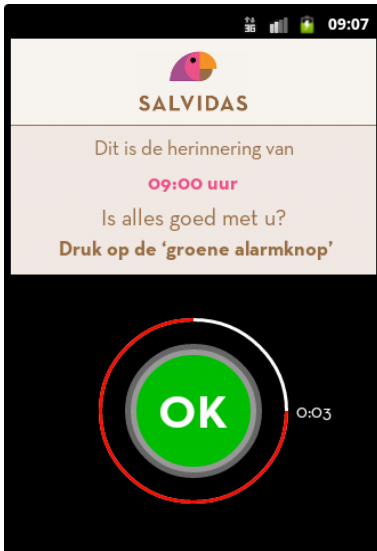 3G 09:07
SALVIDAS
Dit is de herinnering van
09:00 uur
Is alles goed met u?
Druk op de ‘groene alarmknop’
OK
0:03